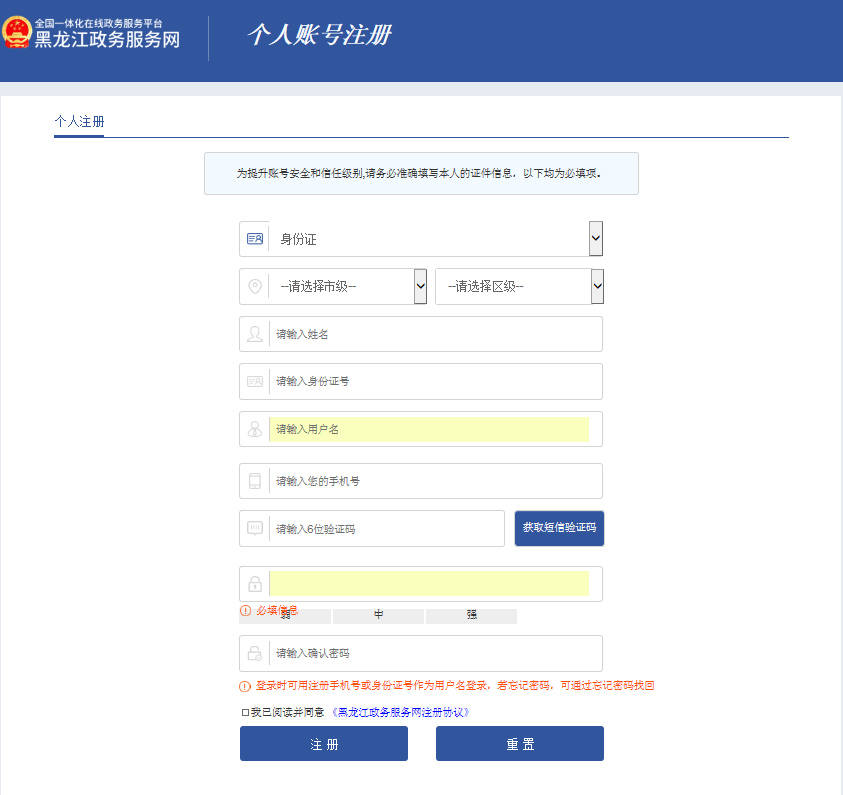 全国一体化在线政务服务平台
黑龙江政务服务网
个人账号注册
个人注册
为提升账号安全和信任级别,请务必准确填写本人的证件信息，以下均为必填项。
身份证
--请选择市级-- --请选择区级--
请输入姓名
请输入身份证号
请输入用户名
请输入您的手机号
请输入6位验证码 获取短信验证码
必填信息
弱 中 强
请输入确认密码
登录时可用注册手机号或身份证号作为用户名登录，若忘记密码，可通过忘记密码找回
我已阅读并同意《黑龙江政务服务网注册协议》
注 册 重 置